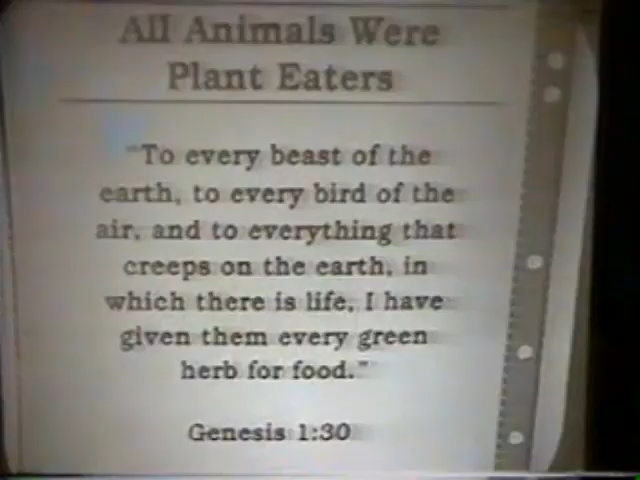 All Animals Were
Plant Eaters
"To every beast of the
earth, to every bird of the
air, and to everything that
creeps on the earth, in
which there is life, I have
given them every green
herb for food."
Genesis 1:30